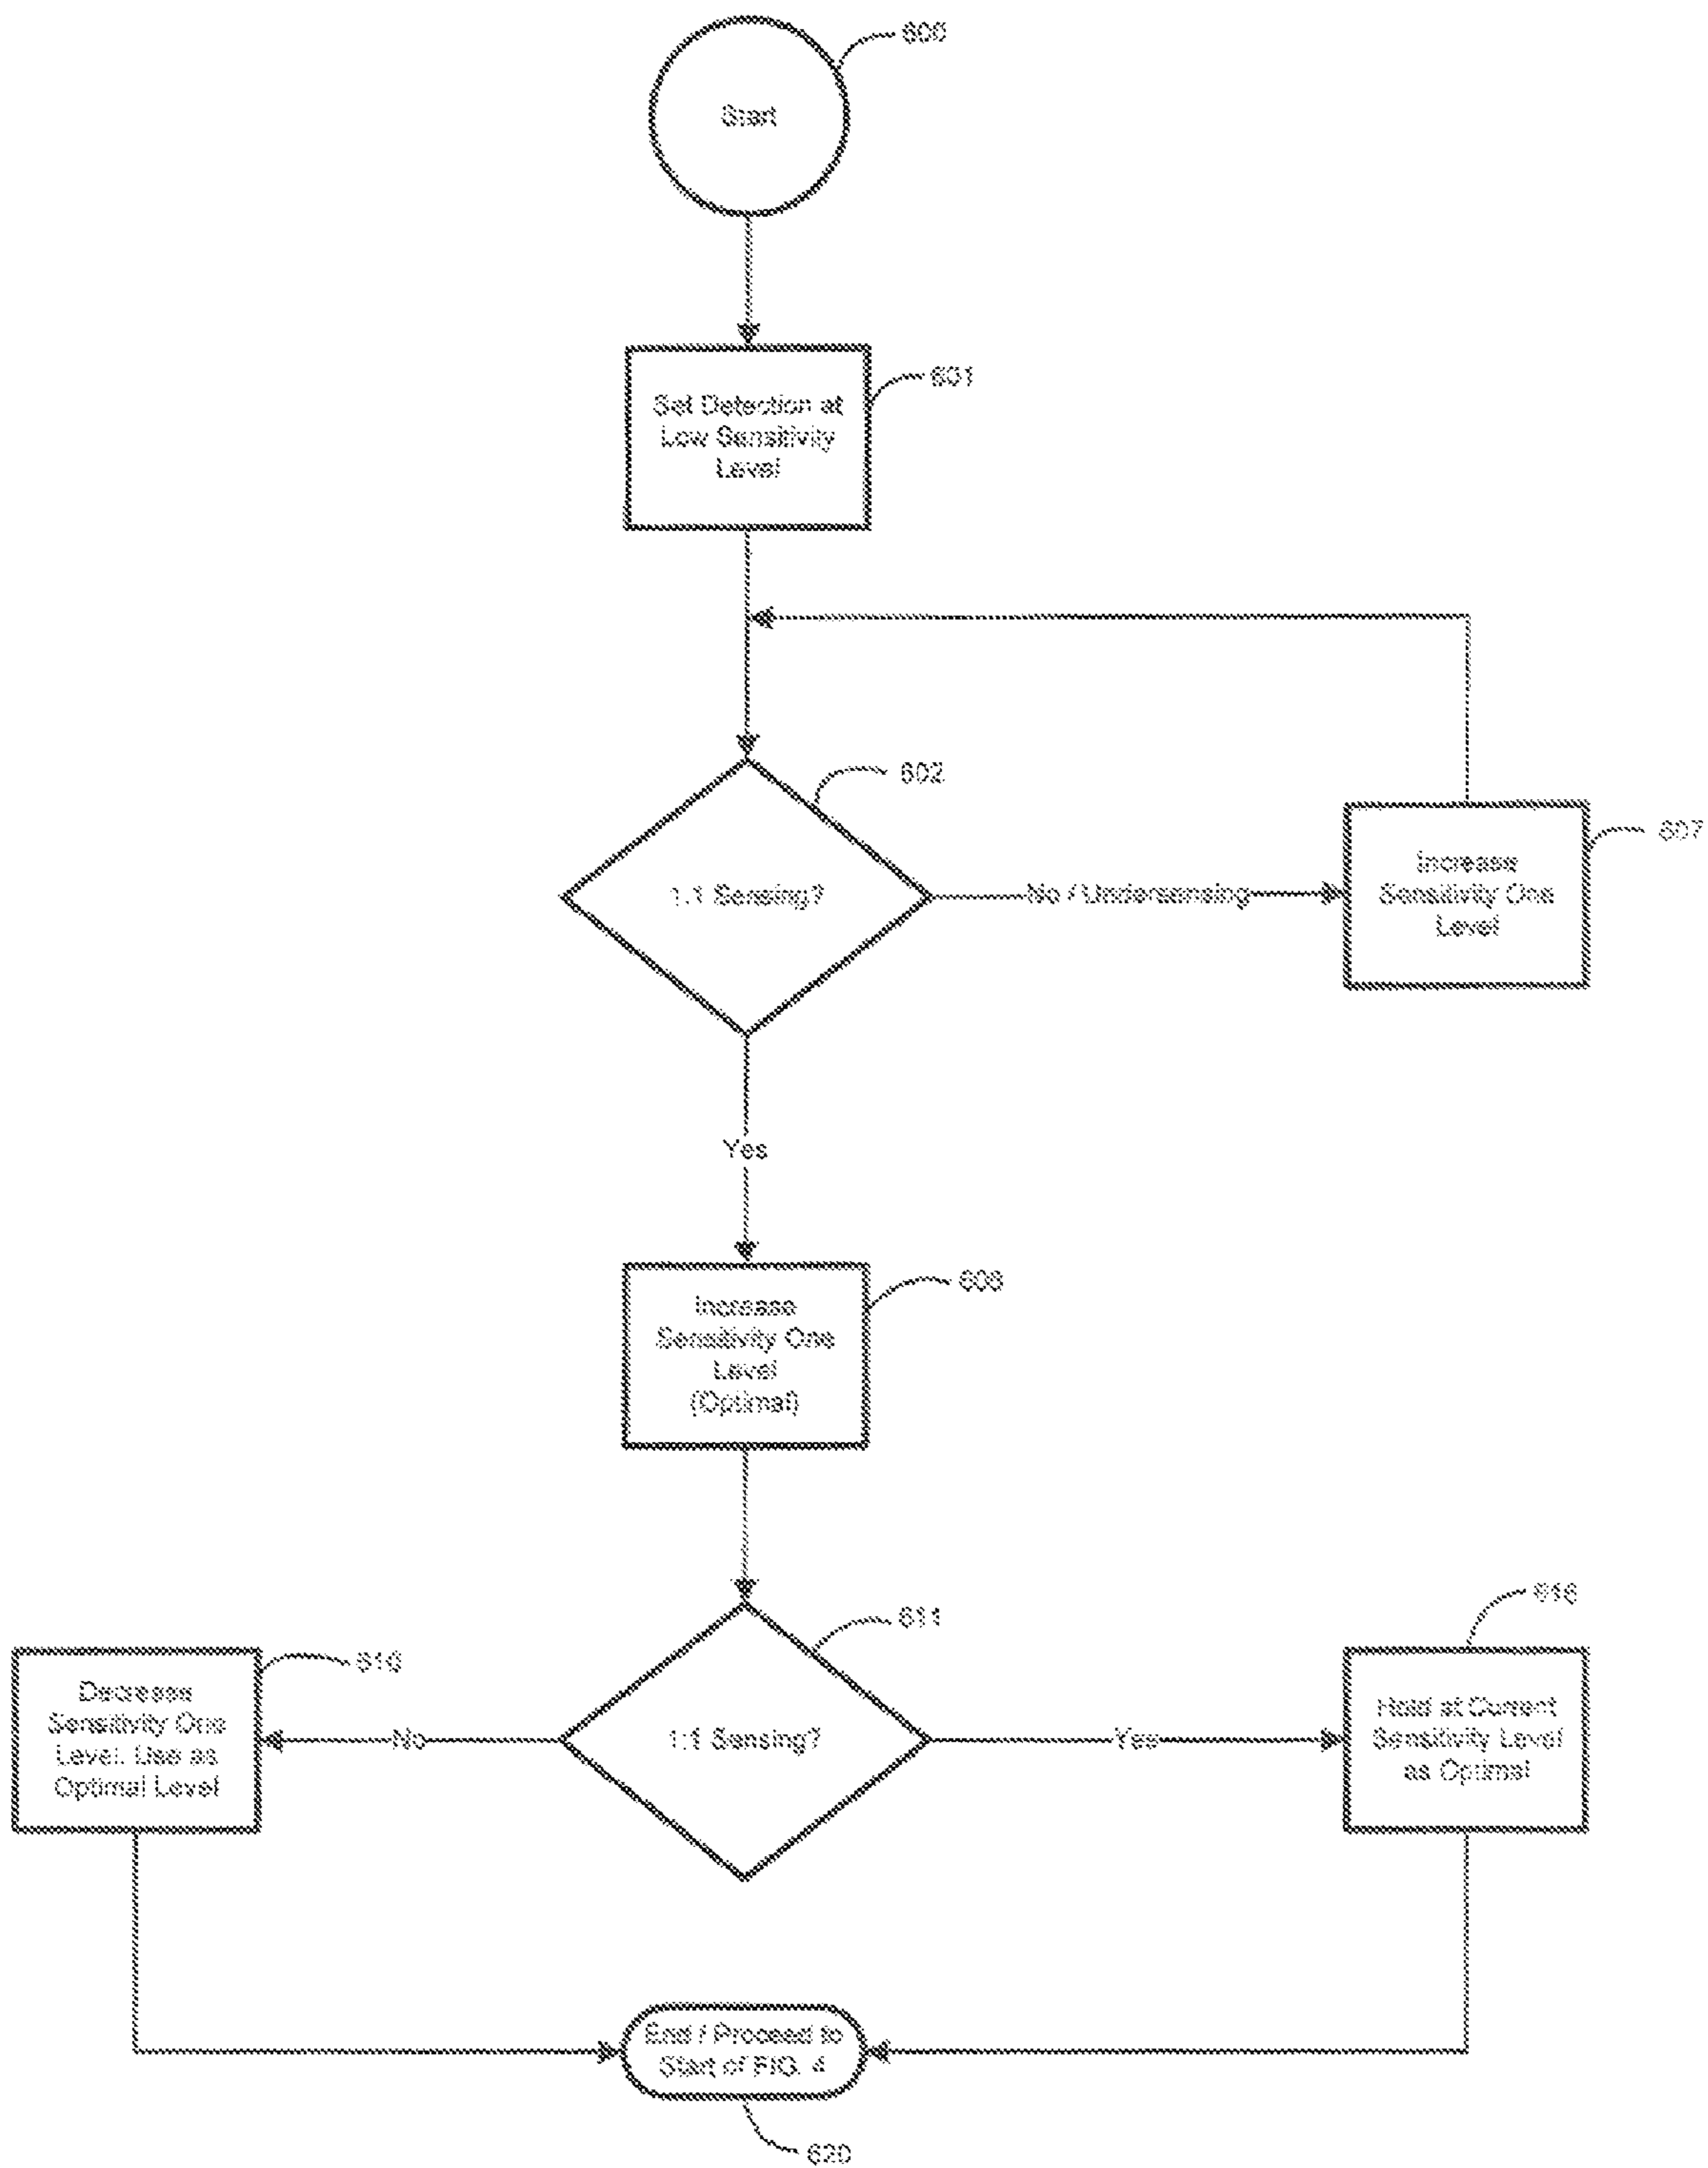 600
Start
601
Set Detection at
Low Sensitivity
Level
602
1:1 Sensing?
No / Undersensing
607
Increase
Sensitivity One
Level
Yes
Increase
Sensitivity One
Level
(Optimal)
611
1:1 Sensing?
No
610
Decrease
Sensitivity One
Level. Use as
Optimal Level
Yes
Hold at Current
Sensitivity Level
as Optimal
End / Proceed to
Start of FIG. 4
620